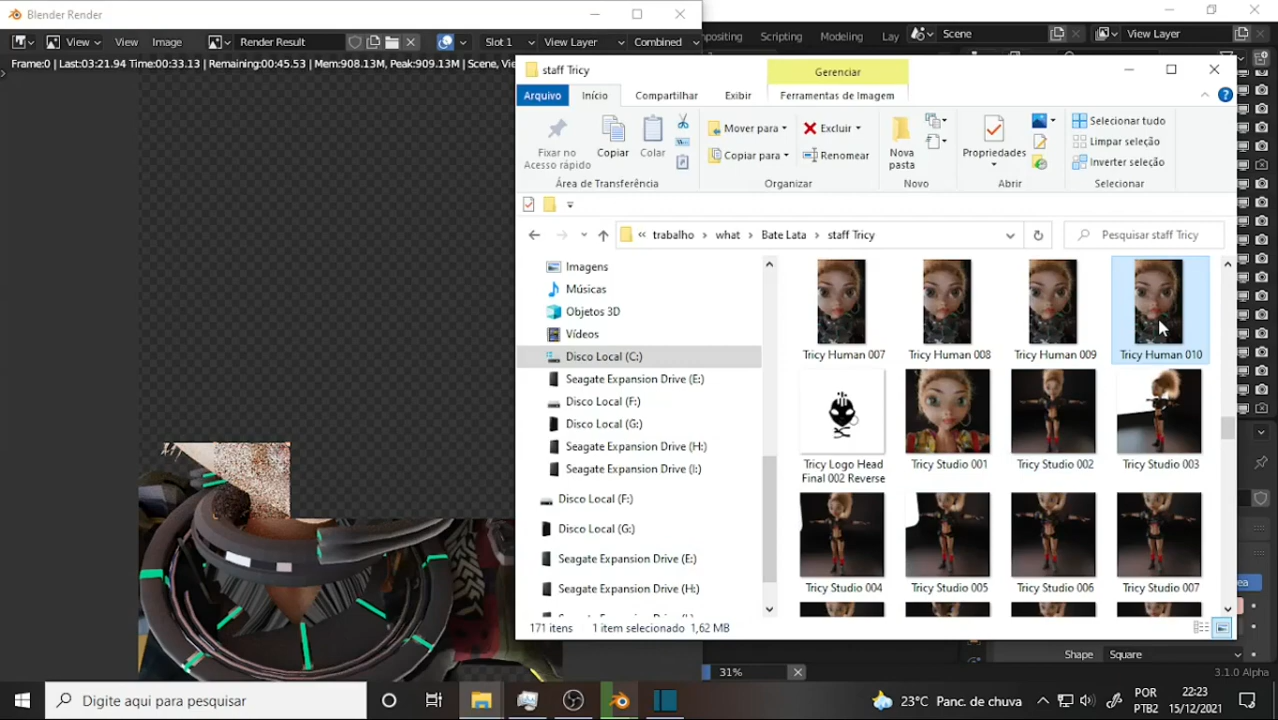 Blender Render
View View Image Render Result Slot 1 View Layer Combined
Frame:0 | Last:03:21.94 Time:00:33.13 | Remaining:00:45.53 | Mem:908.13M, Peak:909.13M | Scene, Vie
positing Scripting Modeling Lay Scene View Layer
staff Tricy Gerenciar
Arquivo Início Compartilhar Exibir Ferramentas de Imagem
Fixar no Acesso rápido
Copiar
Colar
Mover para
Copiar para
Excluir
Renomear
Nova pasta
Propriedades
Selecionar tudo
Limpar seleção
Inverter seleção
Área de Transferência Organizar Novo Abrir Selecionar
« trabalho › what › Bate Lata › staff Tricy
Pesquisar staff Tricy
Imagens
Músicas
Objetos 3D
Vídeos
Disco Local (C:)
Seagate Expansion Drive (E:)
Disco Local (F:)
Disco Local (G:)
Seagate Expansion Drive (H:)
Seagate Expansion Drive (I:)
Disco Local (F:)
Disco Local (G:)
Seagate Expansion Drive (E:)
Seagate Expansion Drive (H:)
Tricy Human 007 Tricy Human 008 Tricy Human 009 Tricy Human 010
Tricy Logo Head Final 002 Reverse
Tricy Studio 001 Tricy Studio 002 Tricy Studio 003
Tricy Studio 004 Tricy Studio 005 Tricy Studio 006 Tricy Studio 007
171 itens 1 item selecionado 1,62 MB
ea
Shape Square
31%
3.1.0 Alpha
Digite aqui para pesquisar
23°C Panc. de chuva
POR
PTB2
22:23
15/12/2021